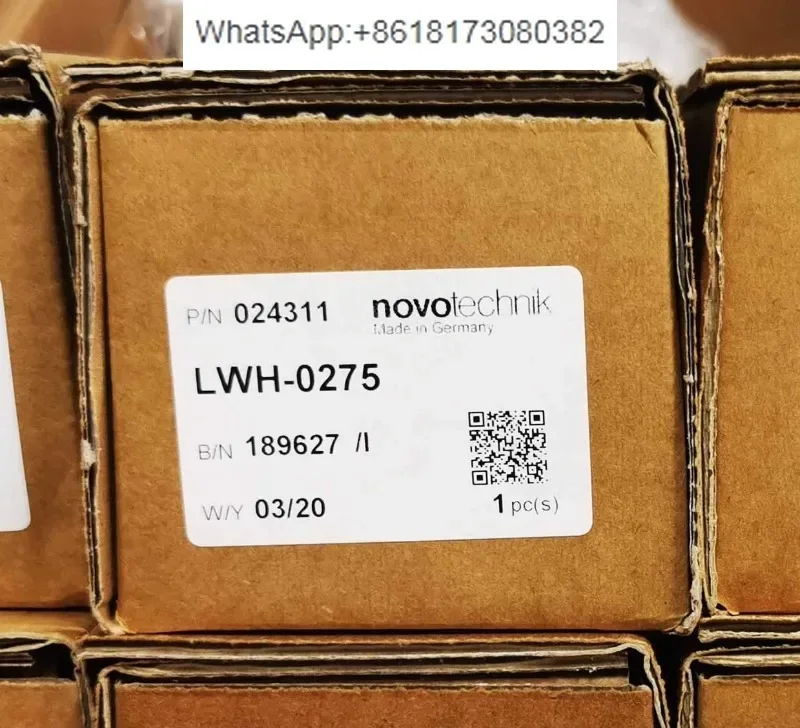 WhatsApp:+8618173080382
P/N 024311
novotechnik
Made in Germany
LWH-0275
B/N 189627 /I
W/Y 03/20
1 pc(s)